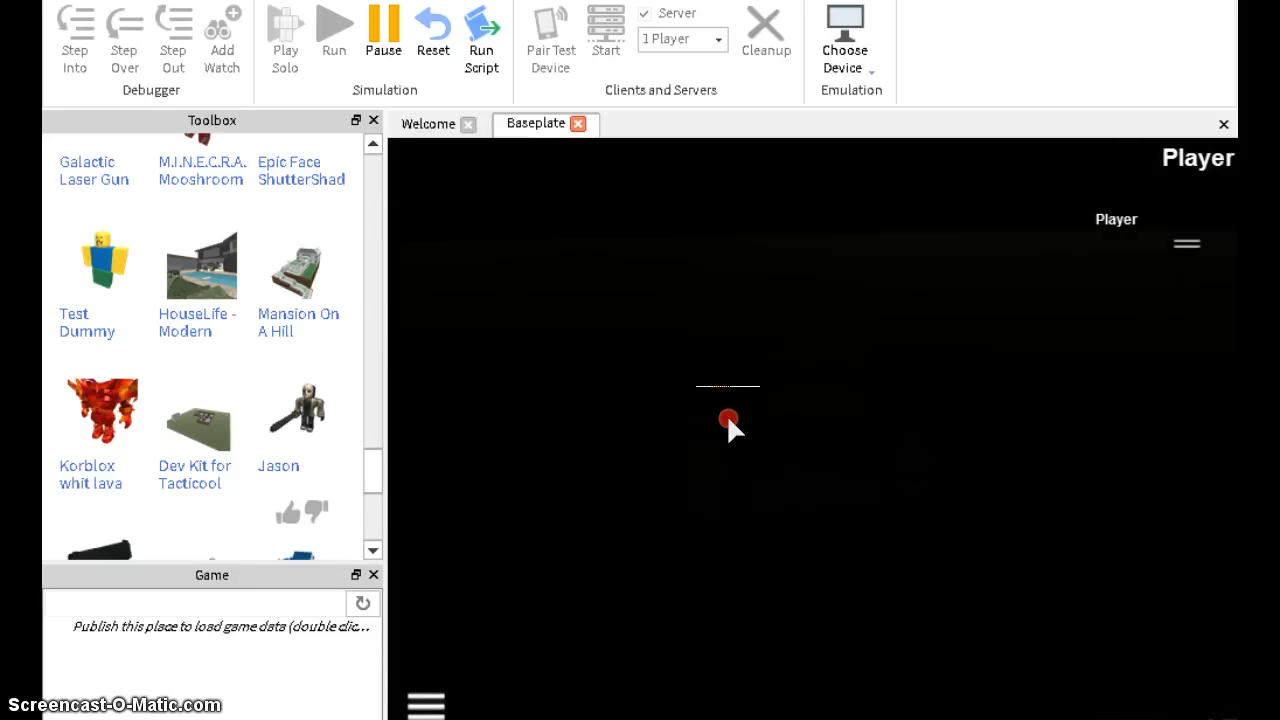 Step Into
Step Over
Step Out
Add Watch
Play Solo
Run
Pause
Reset
Run Script
Pair Test Device
Start
Server
1 Player
Cleanup
Choose Device
Debugger
Simulation
Clients and Servers
Emulation
Toolbox
Welcome
Baseplate
Player
Player
Galactic Laser Gun
M.I.N.E.C.R.A. Mooshroom
Epic Face ShutterShad
Test Dummy
HouseLife - Modern
Mansion On A Hill
Korblox whit lava
Dev Kit for Tacticool
Jason
Game
Publish this place to load game data (double clic...
Screencast-O-Matic.com